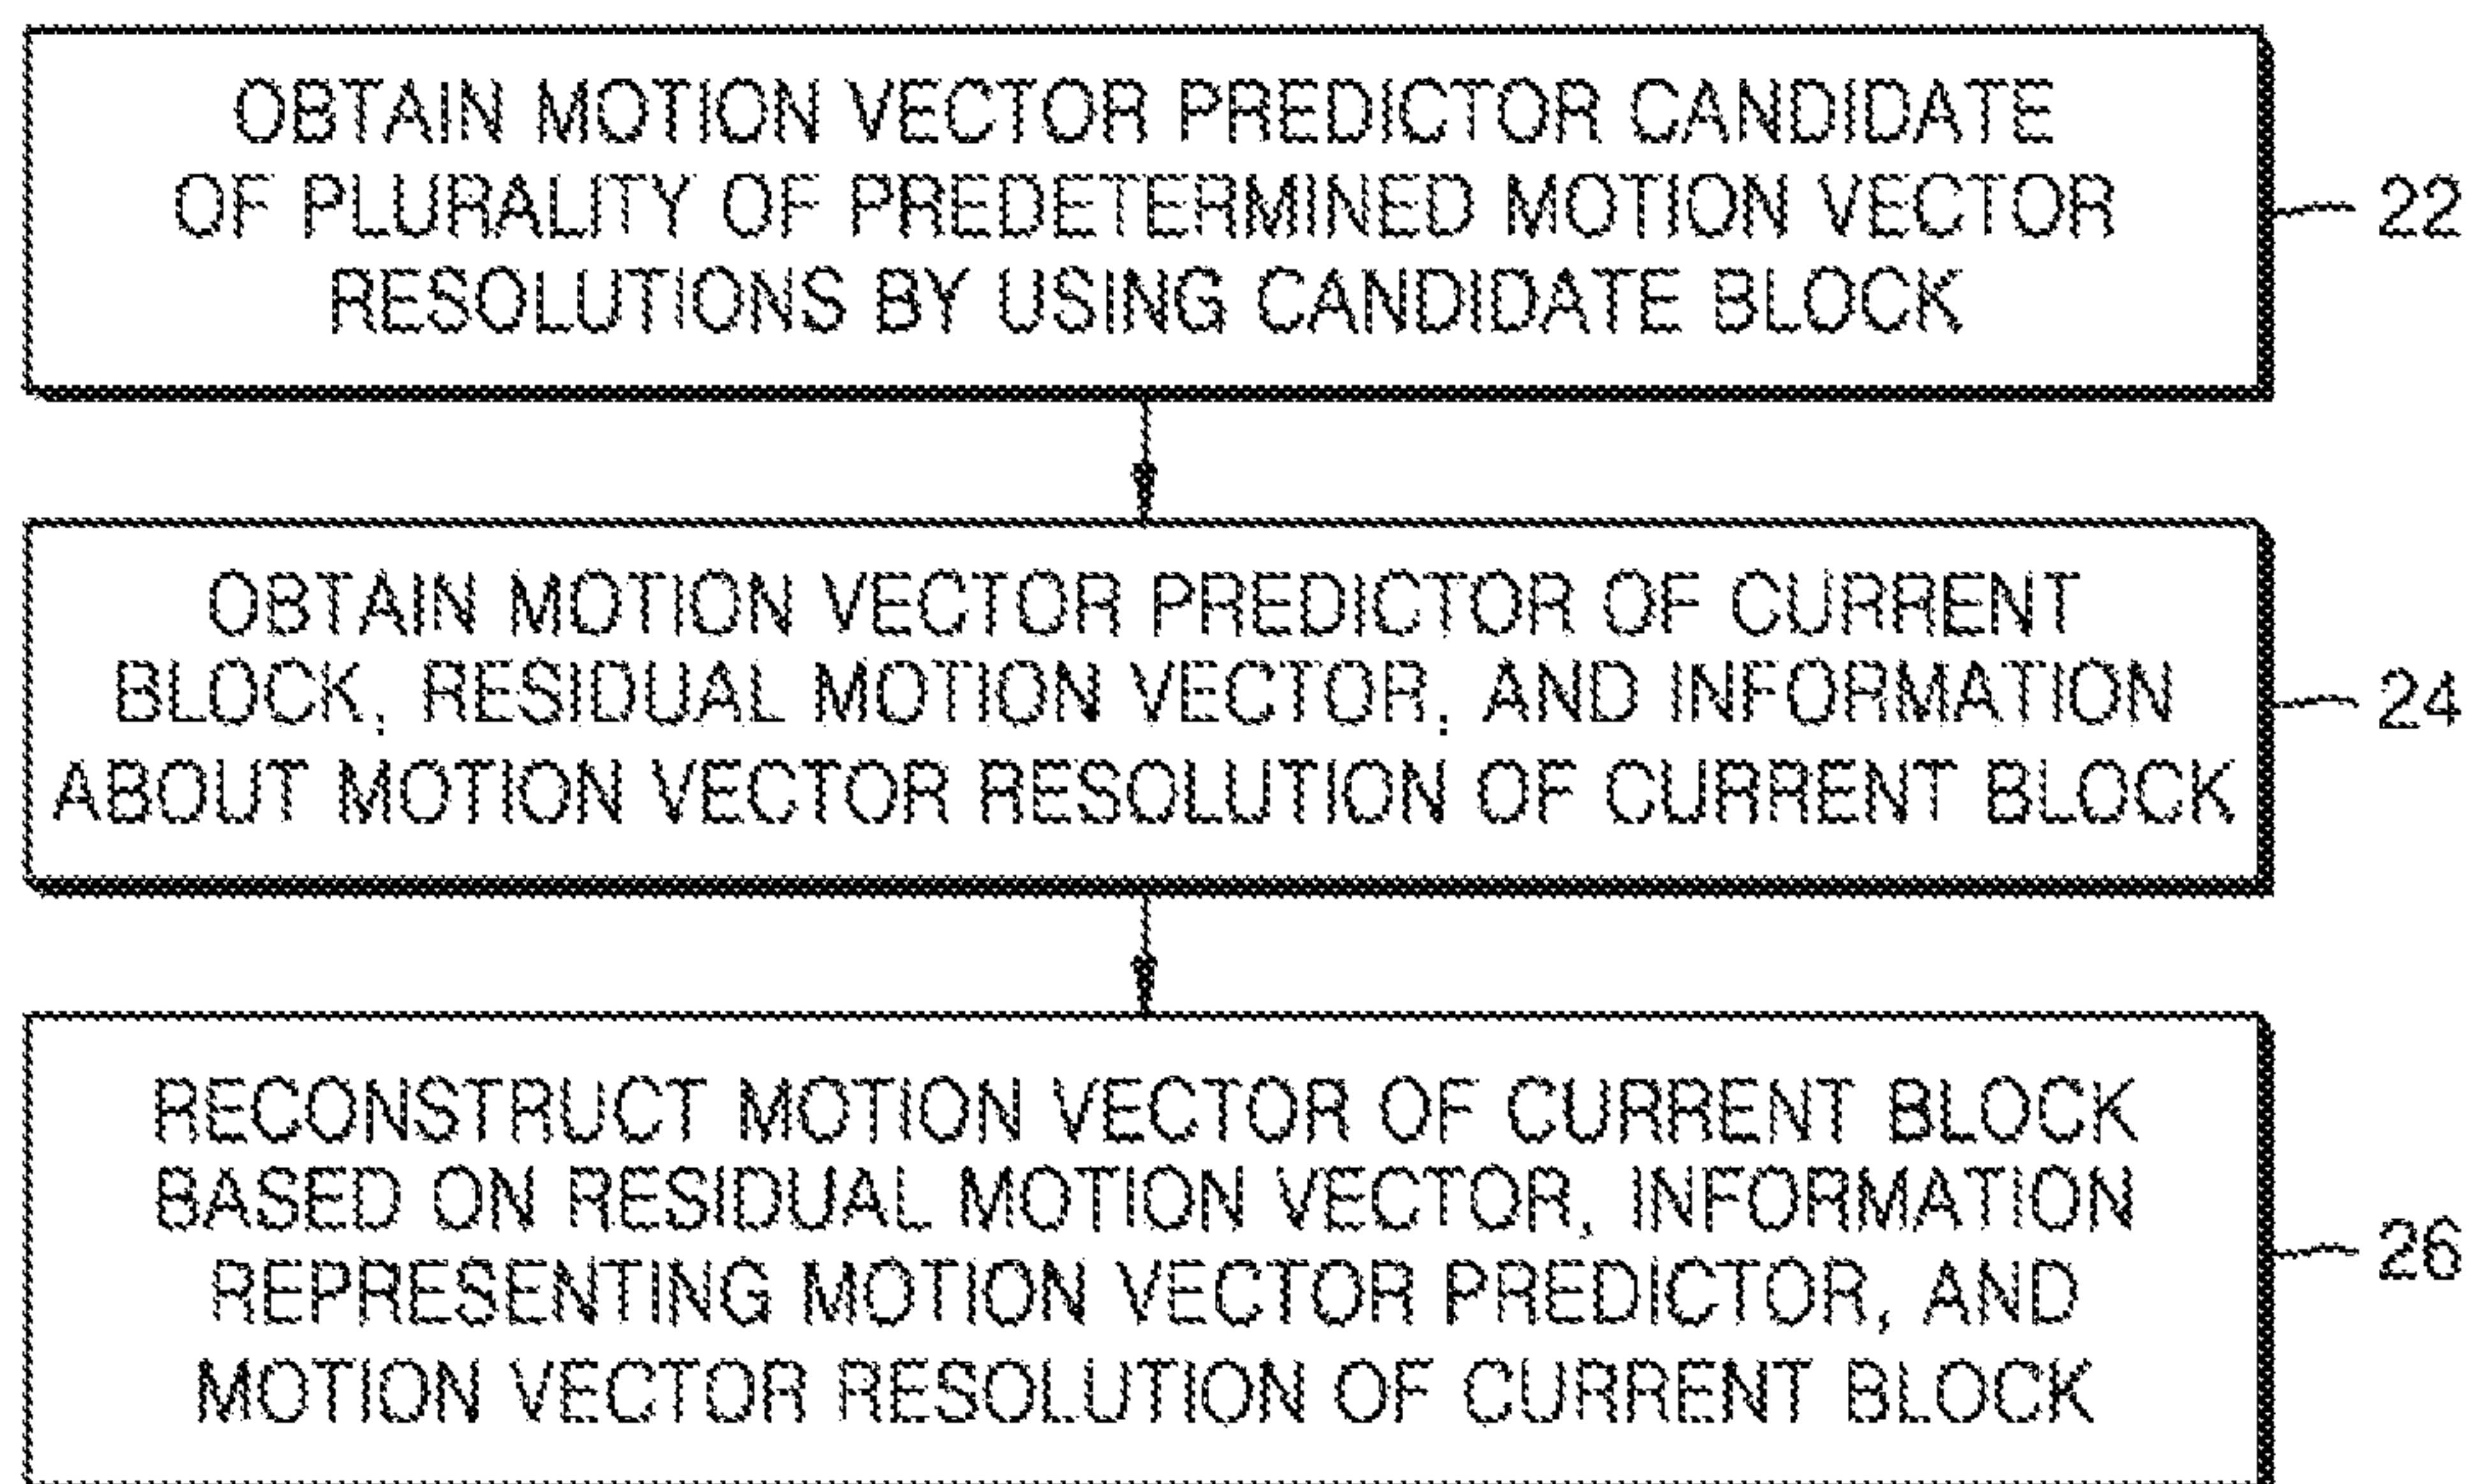 OBTAIN MOTION VECTOR PREDICTOR CANDIDATE
OF PLURALITY OF PREDETERMINED MOTION VECTOR
RESOLUTIONS BY USING CANDIDATE BLOCK
22
OBTAIN MOTION VECTOR PREDICTOR OF CURRENT
BLOCK, RESIDUAL MOTION VECTOR, AND INFORMATION
ABOUT MOTION VECTOR RESOLUTION OF CURRENT BLOCK
24
RECONSTRUCT MOTION VECTOR OF CURRENT BLOCK
BASED ON RESIDUAL MOTION VECTOR, INFORMATION
REPRESENTING MOTION VECTOR PREDICTOR, AND
MOTION VECTOR RESOLUTION OF CURRENT BLOCK
26